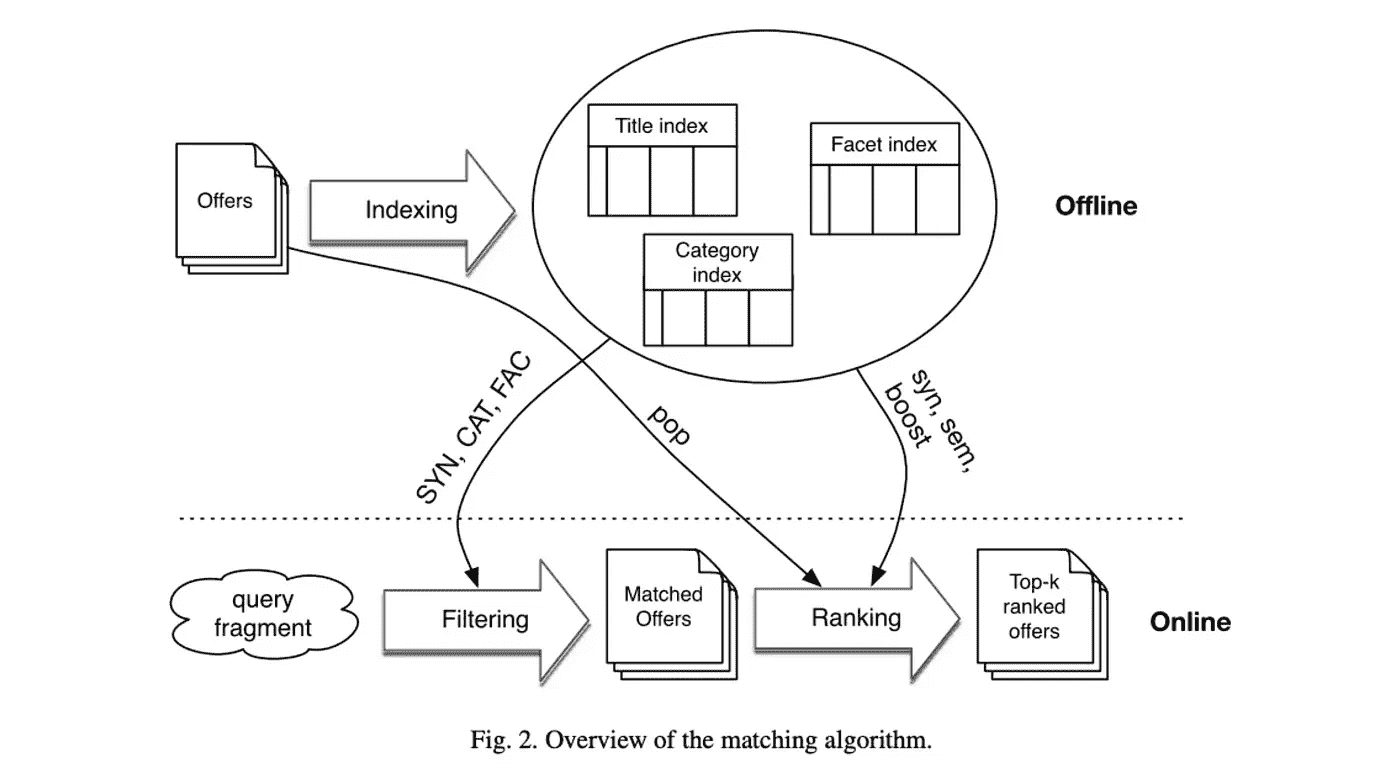 Title index
Facet index
Offers
Indexing
Offline
Category
index
SYN, CAT, FAC
pop
syn, sem,
boost
query
fragment
Filtering
Matched
Offers
Ranking
Top-k
ranked
offers
Online
Fig. 2. Overview of the matching algorithm.